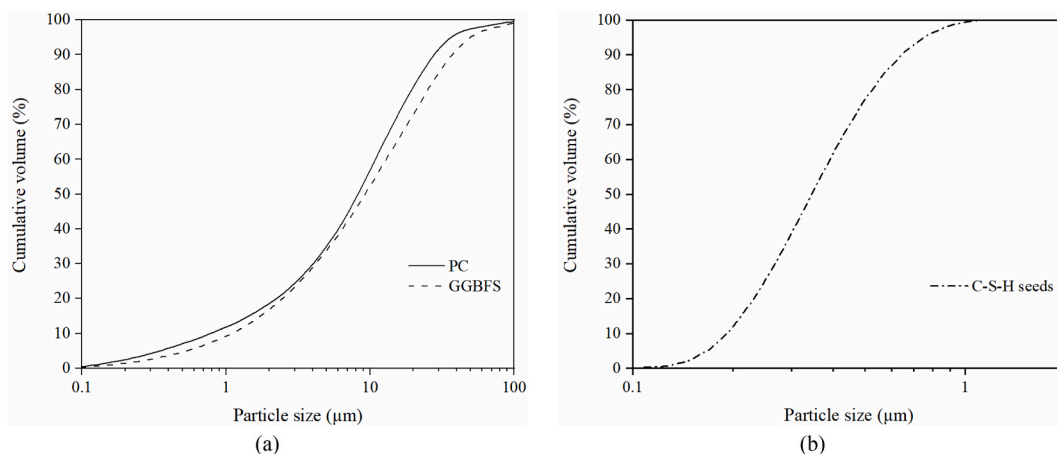 100
90
80
70
60
50
40
30
20
10
0
Cumulative volume (%)
PC
GGBFS
0.1 1 10 100
Particle size (μm)
(a)
100
90
80
70
60
50
40
30
20
10
0
Cumulative volume (%)
C-S-H seeds
0.1 1
Particle size (μm)
(b)